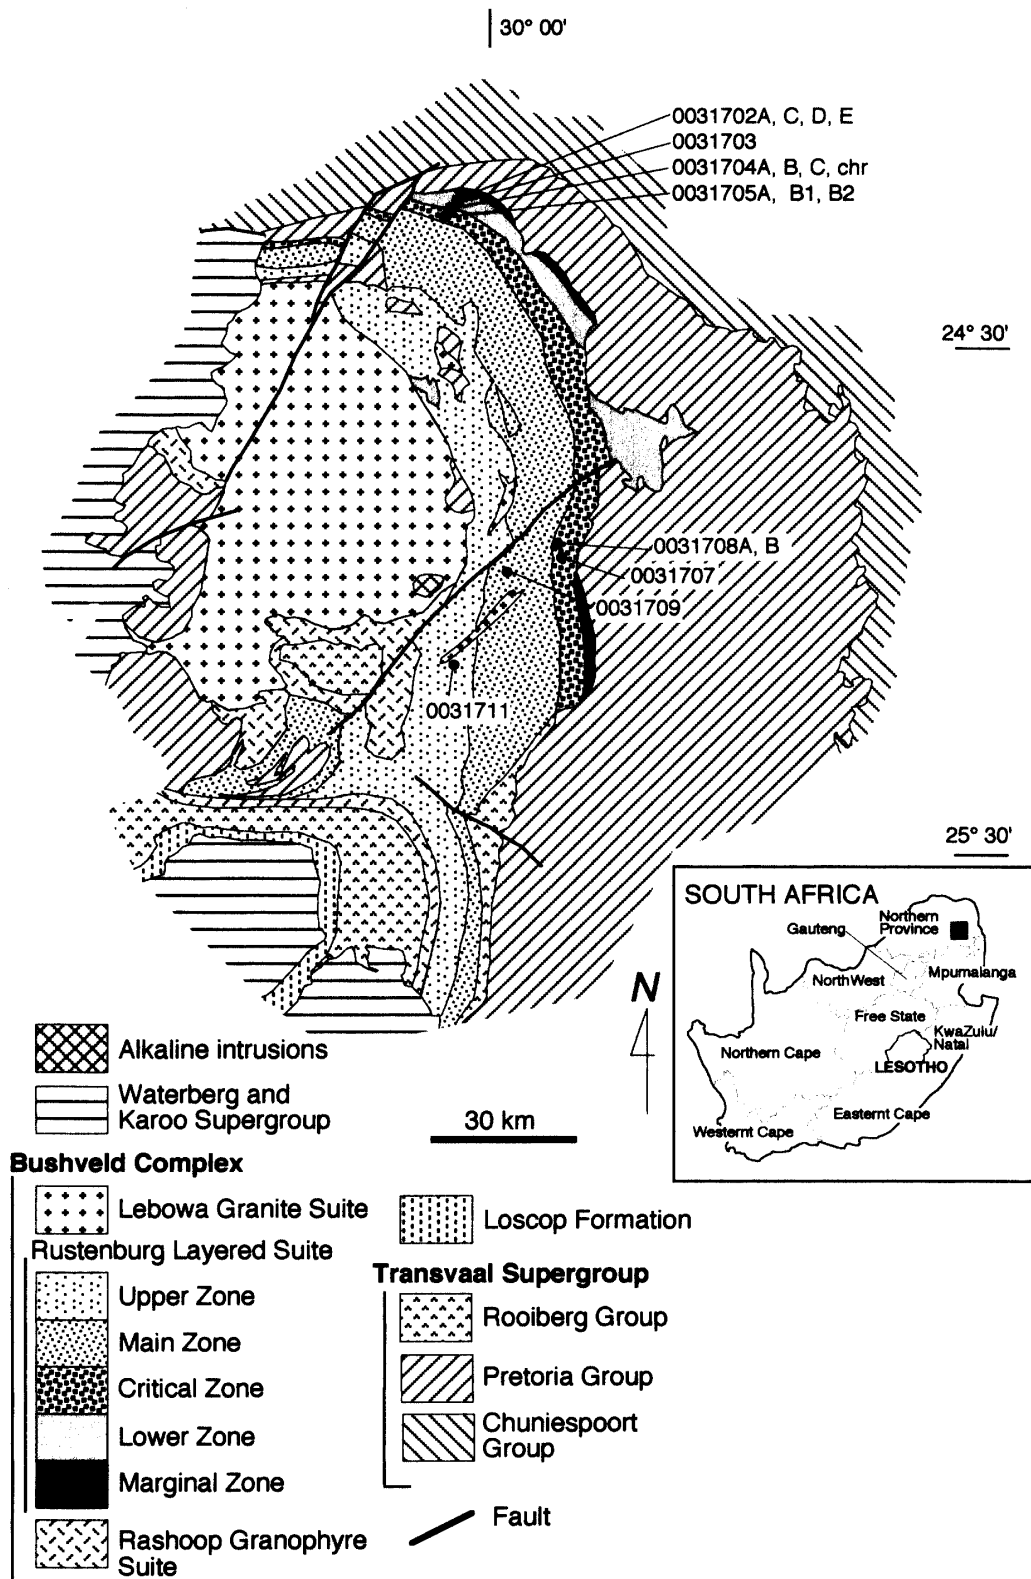 30° 00'
0031702A, C, D, E
0031703
0031704A, B, C, chr
0031705A, B1, B2
24° 30'
0031708A, B
0031707
0031709
0031711
25° 30'
SOUTH AFRICA
Northern
Province
Gauteng
NorthWest
Mpumalanga
Free State
KwaZulu/
Natal
Northern Cape
LESOTHO
Easternt Cape
Westernt Cape
N
30 km
Alkaline intrusions
Waterberg and
Karoo Supergroup
Bushveld Complex
Lebowa Granite Suite
Rustenburg Layered Suite
Upper Zone
Main Zone
Critical Zone
Lower Zone
Marginal Zone
Rashoop Granophyre
Suite
Loscop Formation
Transvaal Supergroup
Rooiberg Group
Pretoria Group
Chuniespoort
Group
Fault